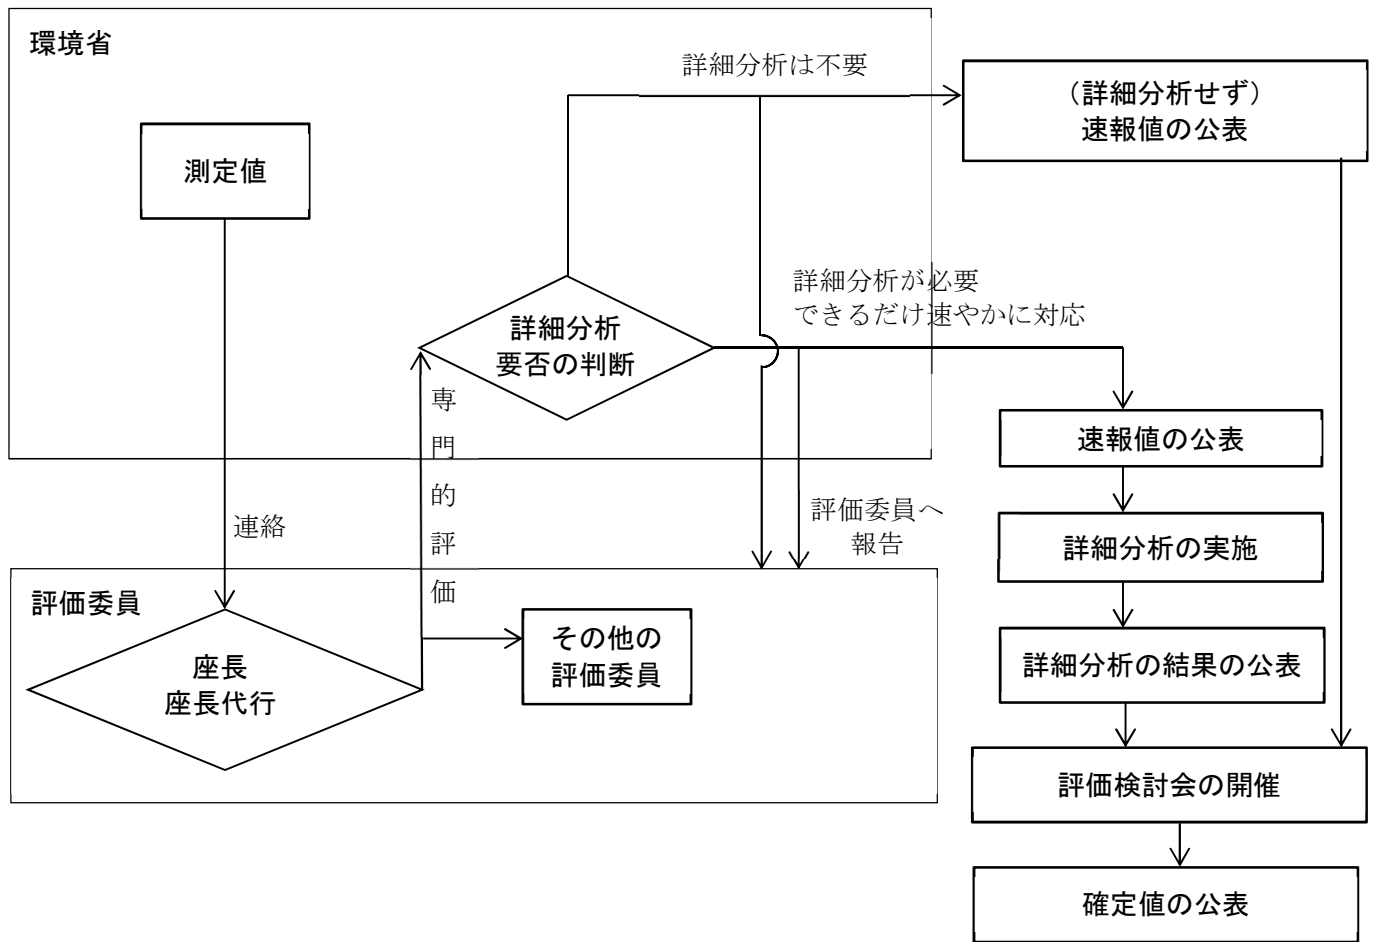 環境省
測定値
詳細分析は不要
（詳細分析せず）
速報値の公表
詳細分析
要否の判断
詳細分析が必要
できるだけ速やかに対応
専門的評価
連絡
評価委員へ
報告
速報値の公表
詳細分析の実施
詳細分析の結果の公表
評価委員
座長
座長代行
その他の
評価委員
評価検討会の開催
確定値の公表